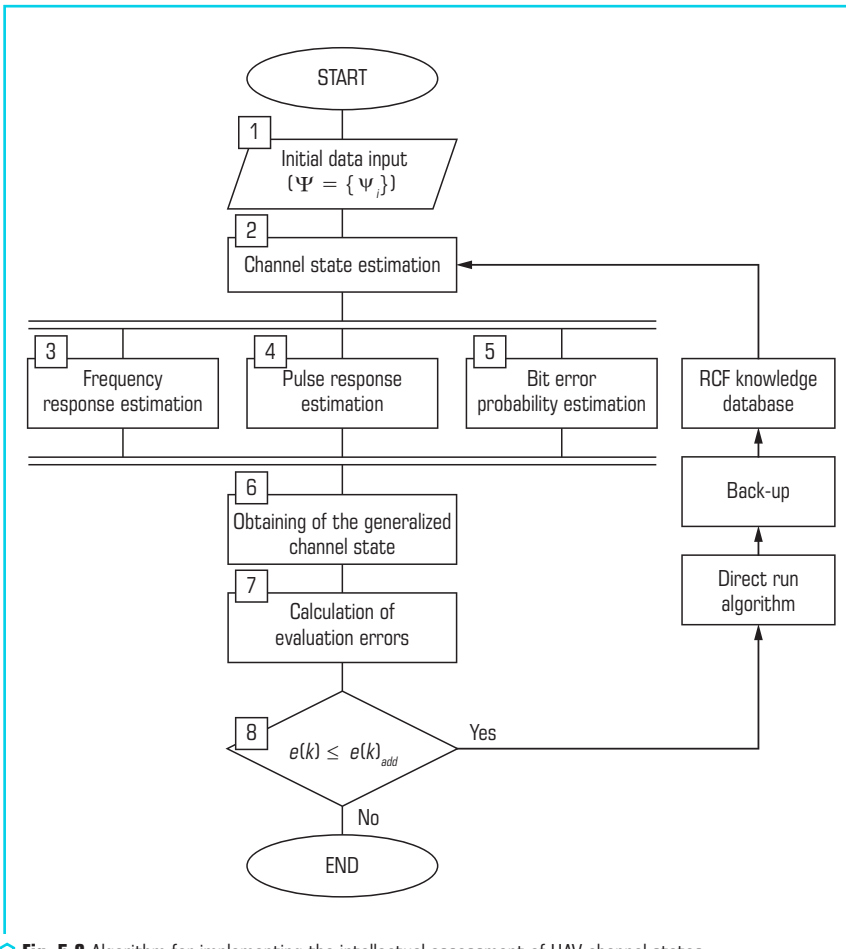 START
1
Initial data input
(Ψ = { ψi})
2
Channel state estimation
3
Frequency
response estimation
4
Pulse response
estimation
5
Bit error
probability estimation
RCF knowledge
database
6
Obtaining of the generalized
channel state
Back-up
7
Calculation of
evaluation errors
Direct run
algorithm
8
e(k) ≤ e(k)add
Yes
No
END
Algorithm for implementing the intellectual assessment of UAV channel states